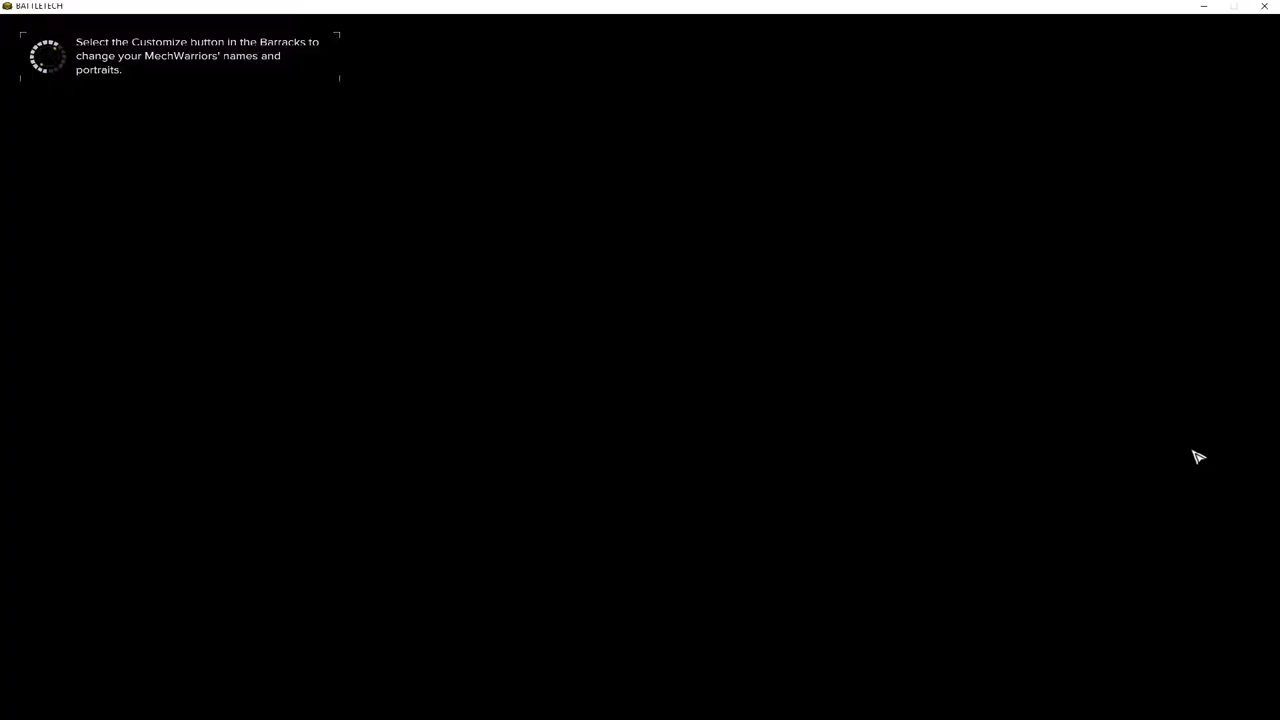 BATTLETECH
Select the Customize button in the Barracks to
change your MechWarriors' names and
portraits.